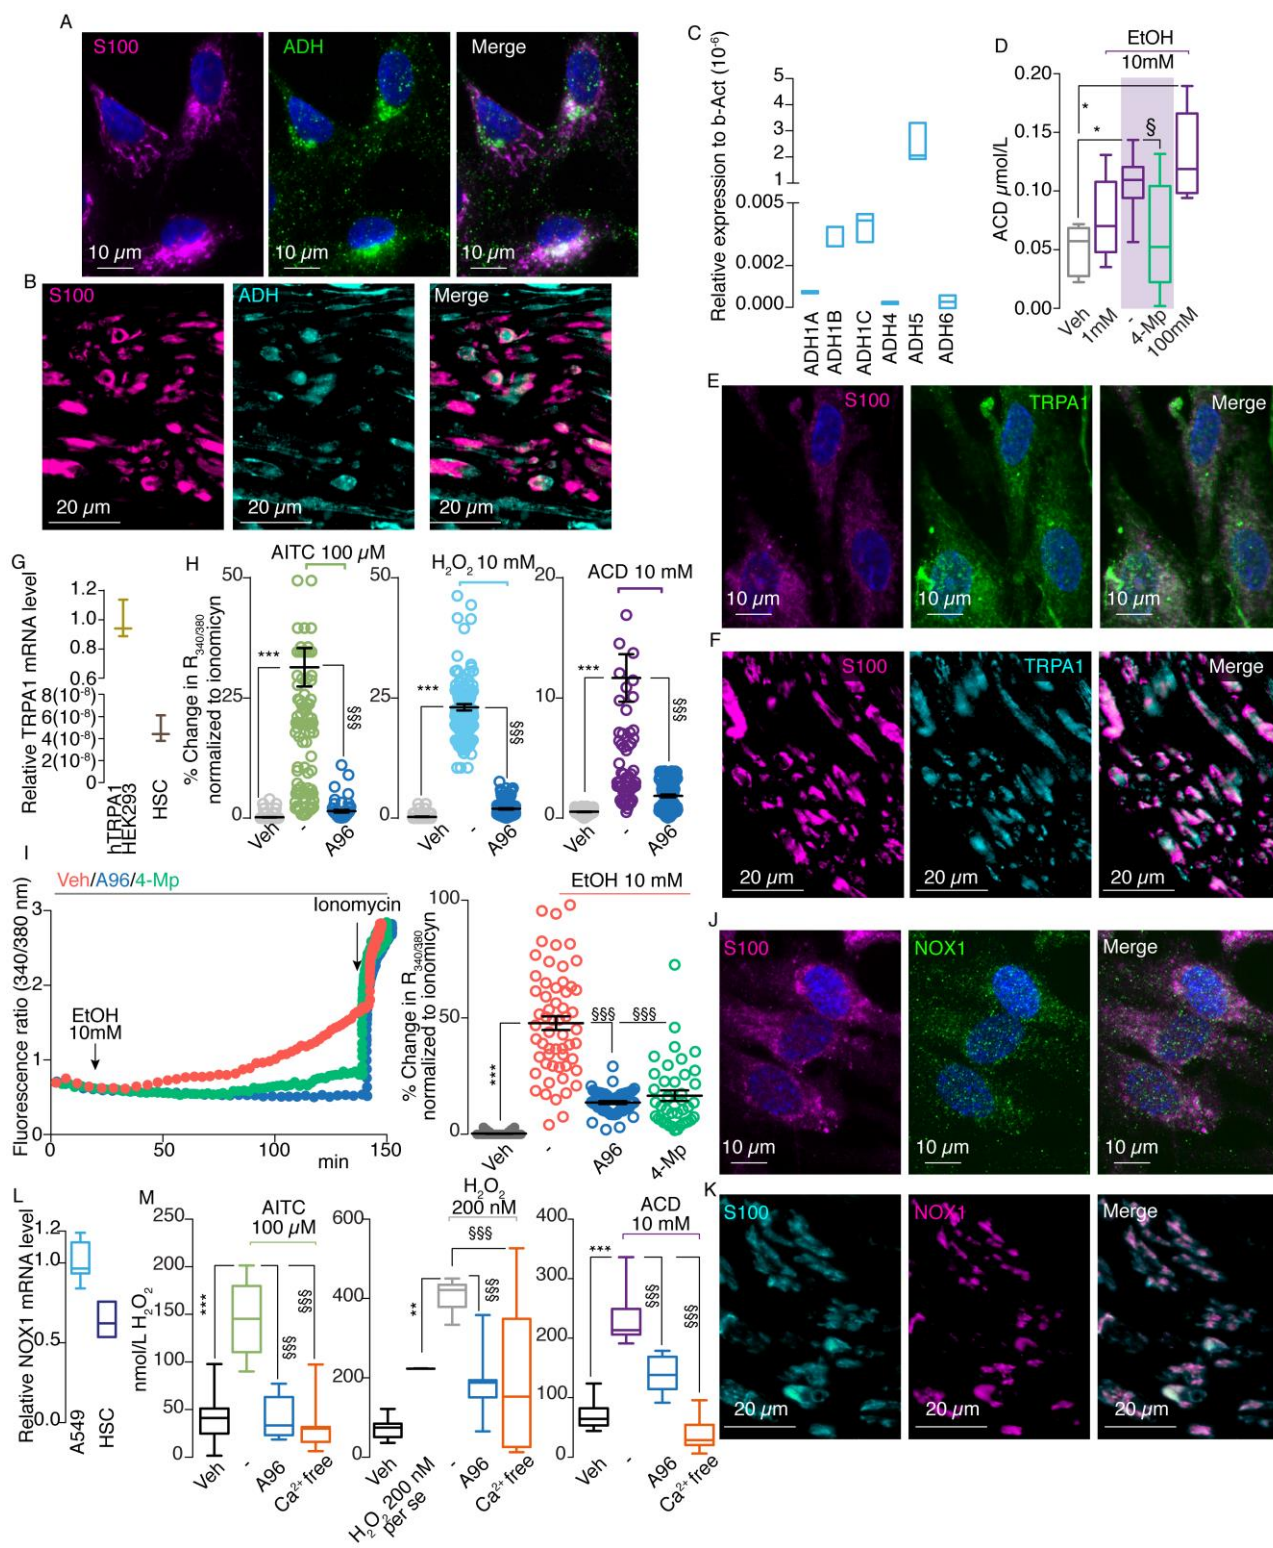 A
S100
ADH
Merge
10 µm
10 µm
10 µm
B
S100
ADH
Merge
20 µm
20 µm
20 µm
C
Relative expression to b-Act (10⁻⁶)
5
4
3
2
1
0.005
0.002
0.000
ADH1A
ADH1B
ADH1C
ADH4
ADH5
ADH6
D
EtOH
10mM
ACD µmol/L
0.20
0.15
0.10
0.05
0.00
*
*
§
Veh
1mM
-
4-Mp
100mM
E
S100
TRPA1
Merge
10 µm
10 µm
10 µm
F
S100
TRPA1
Merge
20 µm
20 µm
20 µm
G
Relative TRPA1 mRNA level
1.2
1.0
0.8
0.6
8(10⁻⁸)
6(10⁻⁸)
4(10⁻⁸)
2(10⁻⁸)
0
hTRPA1
HEK293
HSC
H
% Change in R340/380
normalized to ionomicyn
AITC 100 µM
50
25
0
***
§§§
Veh
-
A96
H₂O₂ 10 mM
50
25
0
***
§§§
Veh
-
A96
ACD 10 mM
20
10
0
***
§§§
Veh
-
A96
I
Veh/A96/4-Mp
Ionomycin
EtOH
10mM
Fluorescence ratio (340/380 nm)
3
2
1
0
0
50
100
150
min
EtOH 10 mM
% Change in R340/380
normalized to ionomicyn
100
50
0
***
§§§
§§§
Veh
-
A96
4-Mp
J
S100
NOX1
Merge
10 µm
10 µm
10 µm
K
S100
NOX1
Merge
20 µm
20 µm
20 µm
L
Relative NOX1 mRNA level
1.2
1.0
0.5
0.0
A549
HSC
M
nmol/L H₂O₂
AITC
100 µM
250
200
150
100
50
0
***
§§§
§§§
Veh
-
A96
Ca²⁺free
H₂O₂
200 nM
600
400
200
0
**
§§§
§§§
Veh
H₂O₂ 200 nM
per se
-
A96
Ca²⁺free
ACD
10 mM
400
300
200
100
0
***
§§§
§§§
Veh
-
A96
Ca²⁺free